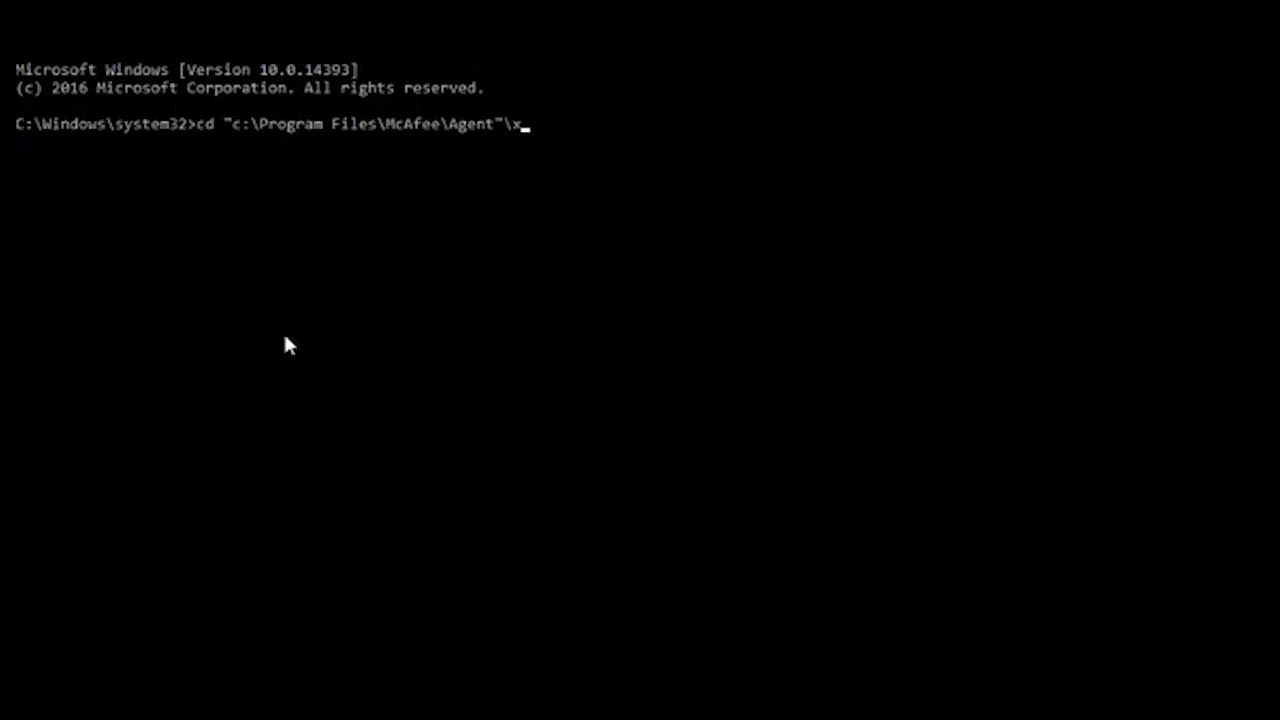 Microsoft Windows [Version 10.0.14393]
(c) 2016 Microsoft Corporation. All rights reserved.
C:\Windows\system32>cd "c:\Program Files\McAfee\Agent"\x